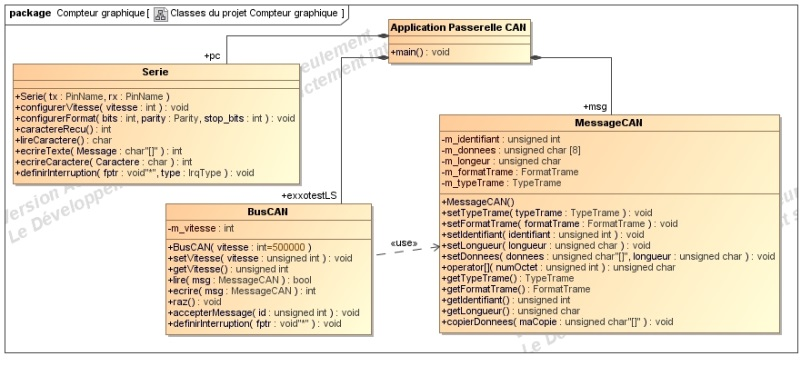 package Compteur graphique [ Classes du projet Compteur graphique ]
Application Passerelle CAN
+main() : void
+pc
+msg
+exxotestLS
«use»
Serie
+Serie( tx : PinName, rx : PinName )
+configurerVitesse( vitesse : int ) : void
+configurerFormat( bits : int, parity : Parity, stop_bits : int ) : void
+caractereRecu() : int
+lireCaractere() : char
+ecrireTexte( Message : char"[]" ) : int
+ecrireCaractere( Caractere : char ) : int
+definirInterruption( fptr : void"*", type : IrqType ) : void
BusCAN
-m_vitesse : int
+BusCAN( vitesse : int=500000 )
+setVitesse( vitesse : unsigned int ) : void
+getVitesse() : unsigned int
+lire( msg : MessageCAN ) : bool
+ecrire( msg : MessageCAN ) : int
+raz() : void
+accepterMessage( id : unsigned int ) : void
+definirInterruption( fptr : void"*" ) : void
MessageCAN
-m_identifiant : unsigned int
-m_donnees : unsigned char [8]
-m_longeur : unsigned char
-m_formatTrame : FormatTrame
-m_typeTrame : TypeTrame
+MessageCAN()
+setTypeTrame( typeTrame : TypeTrame ) : void
+setFormatTrame( formatTrame : FormatTrame ) : void
+setIdentifiant( identifiant : unsigned int ) : void
+setLongueur( longueur : unsigned char ) : void
+setDonnees( donnees : unsigned char"[]", longueur : unsigned char ) : void
+operator[]( numOctet : unsigned int ) : unsigned char
+getTypeTrame() : TypeTrame
+getFormatTrame() : FormatTrame
+getIdentifiant() : unsigned int
+getLongueur() : unsigned char
+copierDonnees( maCopie : unsigned char"[]" ) : void